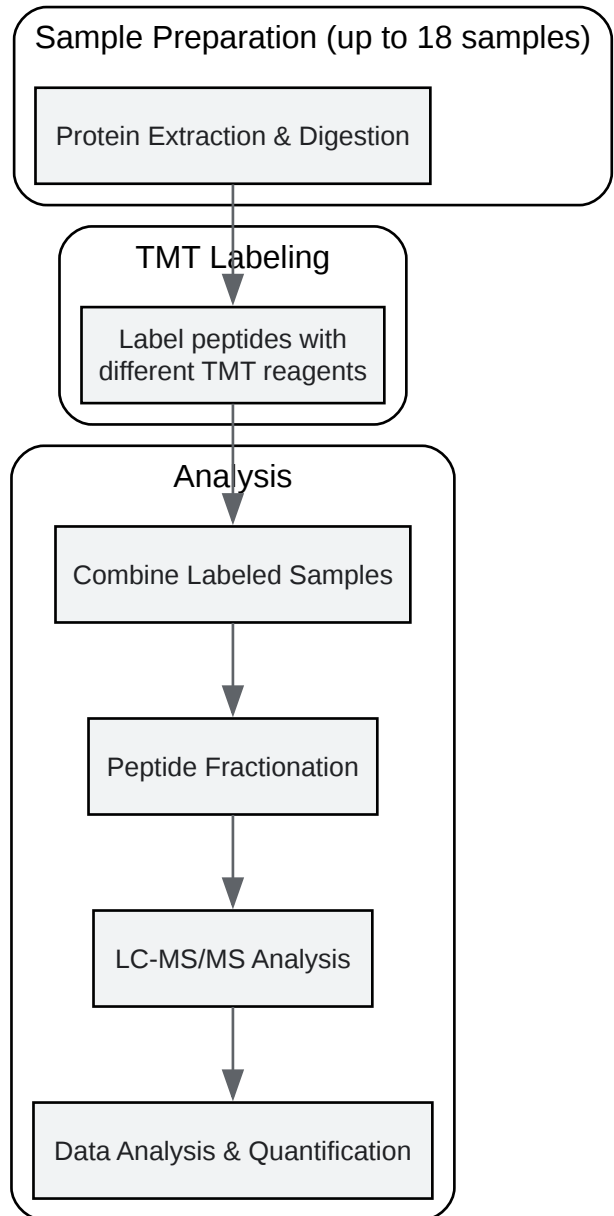 Sample Preparation (up to 18 samples)
Protein Extraction & Digestion
TMT Labeling
Label peptides with
different TMT reagents
Analysis
Combine Labeled Samples
Peptide Fractionation
LC-MS/MS Analysis
Data Analysis & Quantification